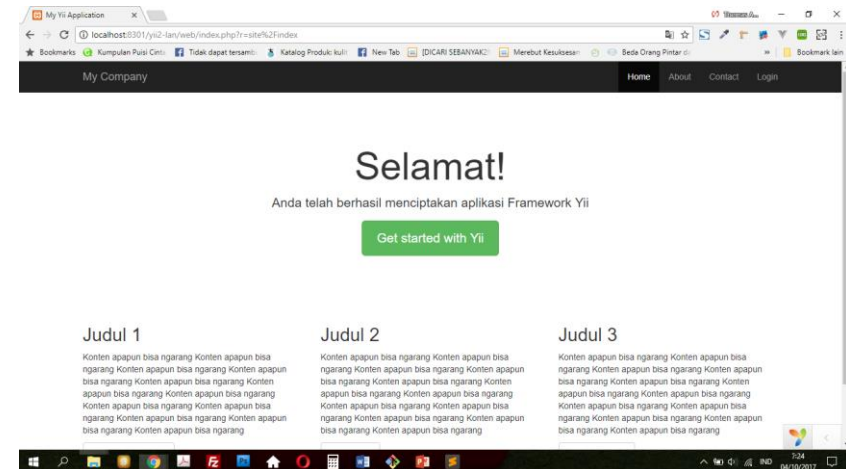 My Yii Application
localhost:8301/yii2-lan/web/index.php?r=site%2Findex
Bookmarks Kumpulan Puisi Cinta Tidak dapat tersamb Katalog Produk: kulit New Tab [DICARI SEBANYAK2 Merebut Kesuksesan Beda Orang Pintar d Bookmark lain
My Company Home About Contact Login
Selamat!
Anda telah berhasil menciptakan aplikasi Framework Yii
Get started with Yii
Judul 1 Judul 2 Judul 3
Konten apapun bisa ngarang Konten apapun bisa
ngarang Konten apapun bisa ngarang Konten apapun
bisa ngarang Konten apapun bisa ngarang Konten
apapun bisa ngarang Konten apapun bisa ngarang
Konten apapun bisa ngarang Konten apapun bisa
ngarang Konten apapun bisa ngarang Konten apapun
bisa ngarang Konten apapun bisa ngarang
Konten apapun bisa ngarang Konten apapun bisa
ngarang Konten apapun bisa ngarang Konten apapun
bisa ngarang Konten apapun bisa ngarang Konten
apapun bisa ngarang Konten apapun bisa ngarang
Konten apapun bisa ngarang Konten apapun bisa
ngarang Konten apapun bisa ngarang Konten apapun
bisa ngarang Konten apapun bisa ngarang
Konten apapun bisa ngarang Konten apapun bisa
ngarang Konten apapun bisa ngarang Konten apapun
bisa ngarang Konten apapun bisa ngarang Konten
apapun bisa ngarang Konten apapun bisa ngarang
Konten apapun bisa ngarang Konten apapun bisa
ngarang Konten apapun bisa ngarang Konten apapun
bisa ngarang Konten apapun bisa ngarang
IND 7:24
04/10/2017